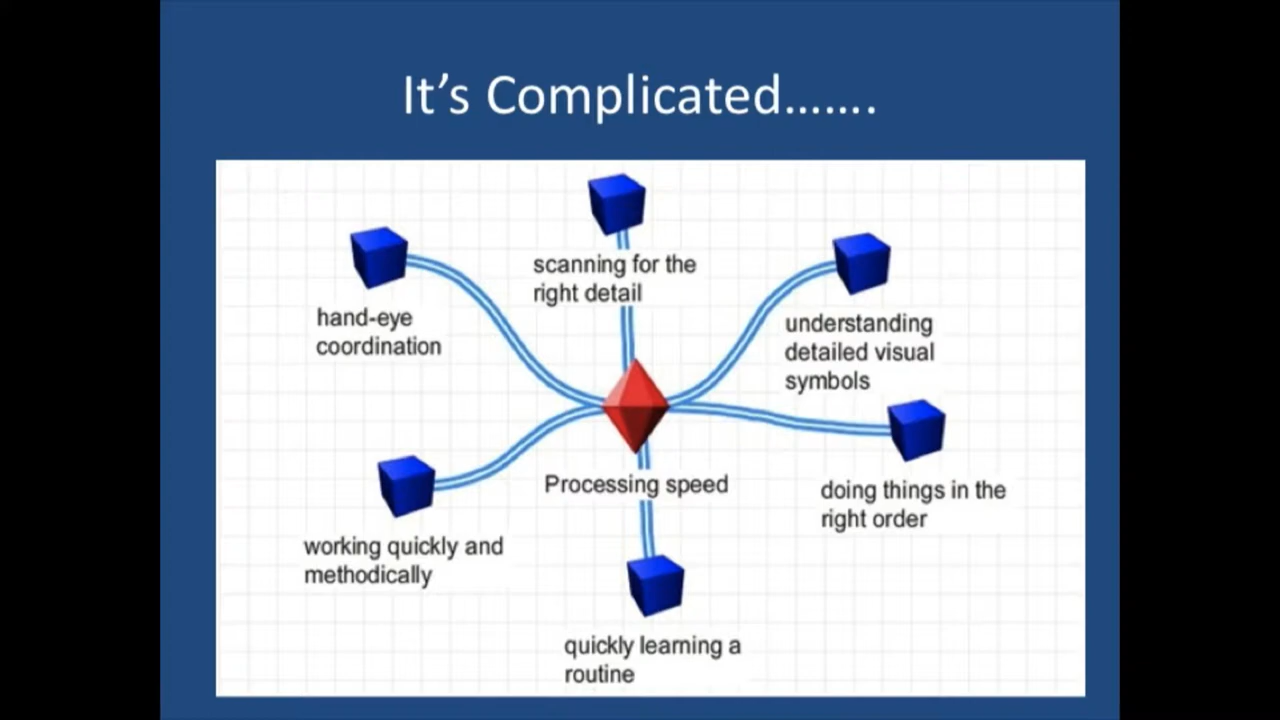 It’s Complicated…….
scanning for the
right detail
hand-eye
coordination
understanding
detailed visual
symbols
Processing speed
doing things in the
right order
working quickly and
methodically
quickly learning a
routine